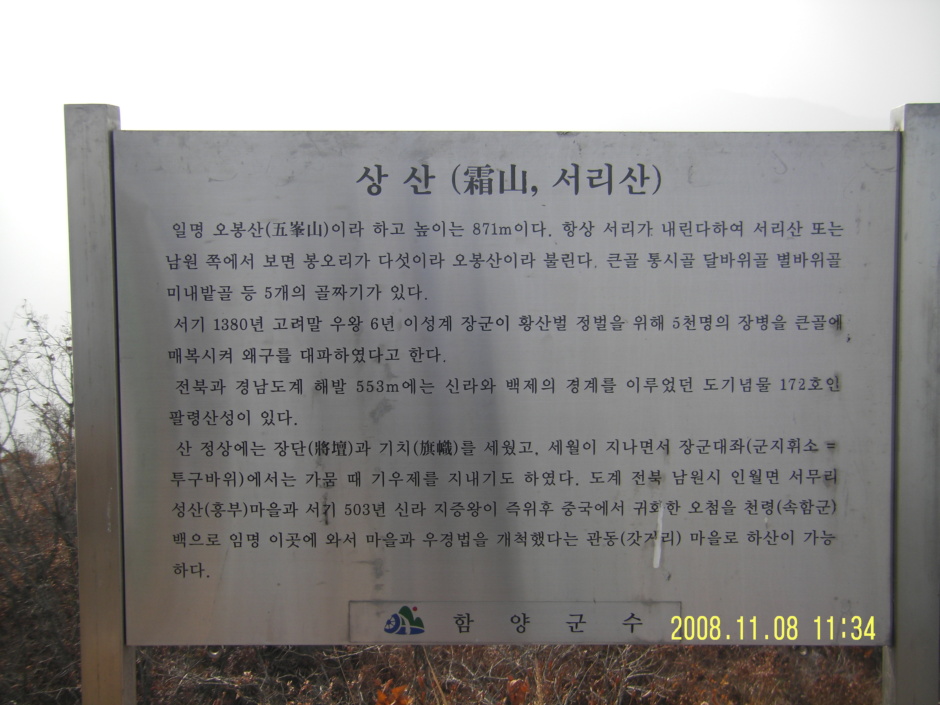 상 산 (霜山, 서리산)
일명 오봉산(五峯山)이라 하고 높이는 871m이다. 항상 서리가 내린다하여 서리산 또는
남원 쪽에서 보면 봉오리가 다섯이라 오봉산이라 불린다. 큰골 통시골 달바위골 별바위골
미내밭골 등 5개의 골짜기가 있다.
서기 1380년 고려말 우왕 6년 이성계 장군이 황산벌 정벌을 위해 5천명의 장병을 큰골에
매복시켜 왜구를 대파하였다고 한다.
전북과 경남도계 해발 553m에는 신라와 백제의 경계를 이루었던 도기념물 172호인
팔령산성이 있다.
산 정상에는 장단(將壇)과 기치(旗幟)를 세웠고, 세월이 지나면서 장군대좌(군지휘소 =
투구바위)에서는 가뭄 때 기우제를 지내기도 하였다. 도계 전북 남원시 인월면 서무리
성산(흥부)마을과 서기 503년 신라 지증왕이 즉위후 중국에서 귀화한 오첨을 천령(속함군)
백으로 임명 이곳에 와서 마을과 우경법을 개척했다는 관동(갓거리) 마을로 하산이 가능
하다.
함 양 군 수
2008.11.08 11:34